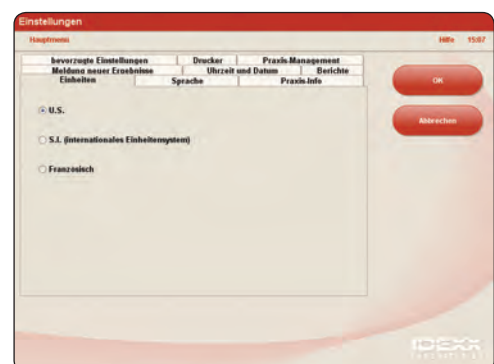 Einstellungen
Hauptmenü Hilfe 15:07
bevorzugte Einstellungen Drucker Praxis-Management
Meldung neuer Ergebnisse Uhrzeit und Datum Berichte
Einheiten Sprache Praxis-Info
U.S.
S.I. (internationales Einheitensystem)
Französisch
OK
Abbrechen
IDEXX